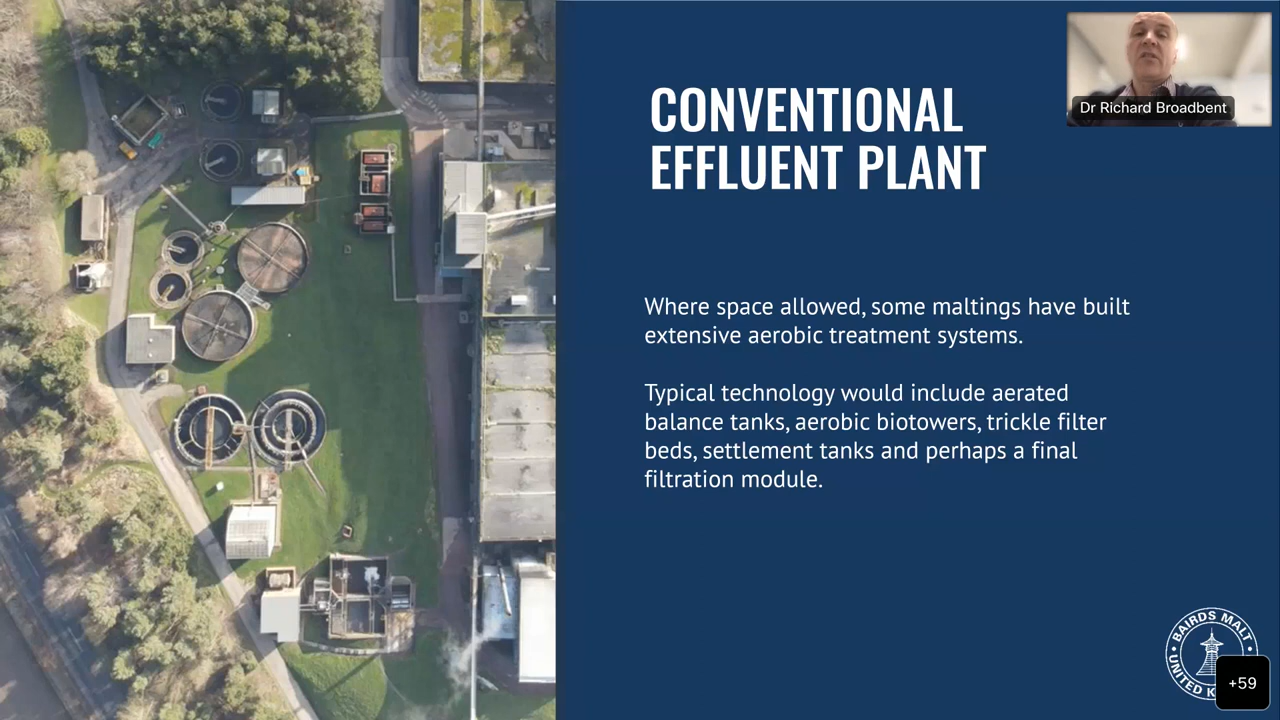 CONVENTIONAL
EFFLUENT PLANT
Dr Richard Broadbent
Where space allowed, some maltings have built
extensive aerobic treatment systems.
Typical technology would include aerated
balance tanks, aerobic biotowers, trickle filter
beds, settlement tanks and perhaps a final
filtration module.
BAIRDS MALT
UNITED K
+59